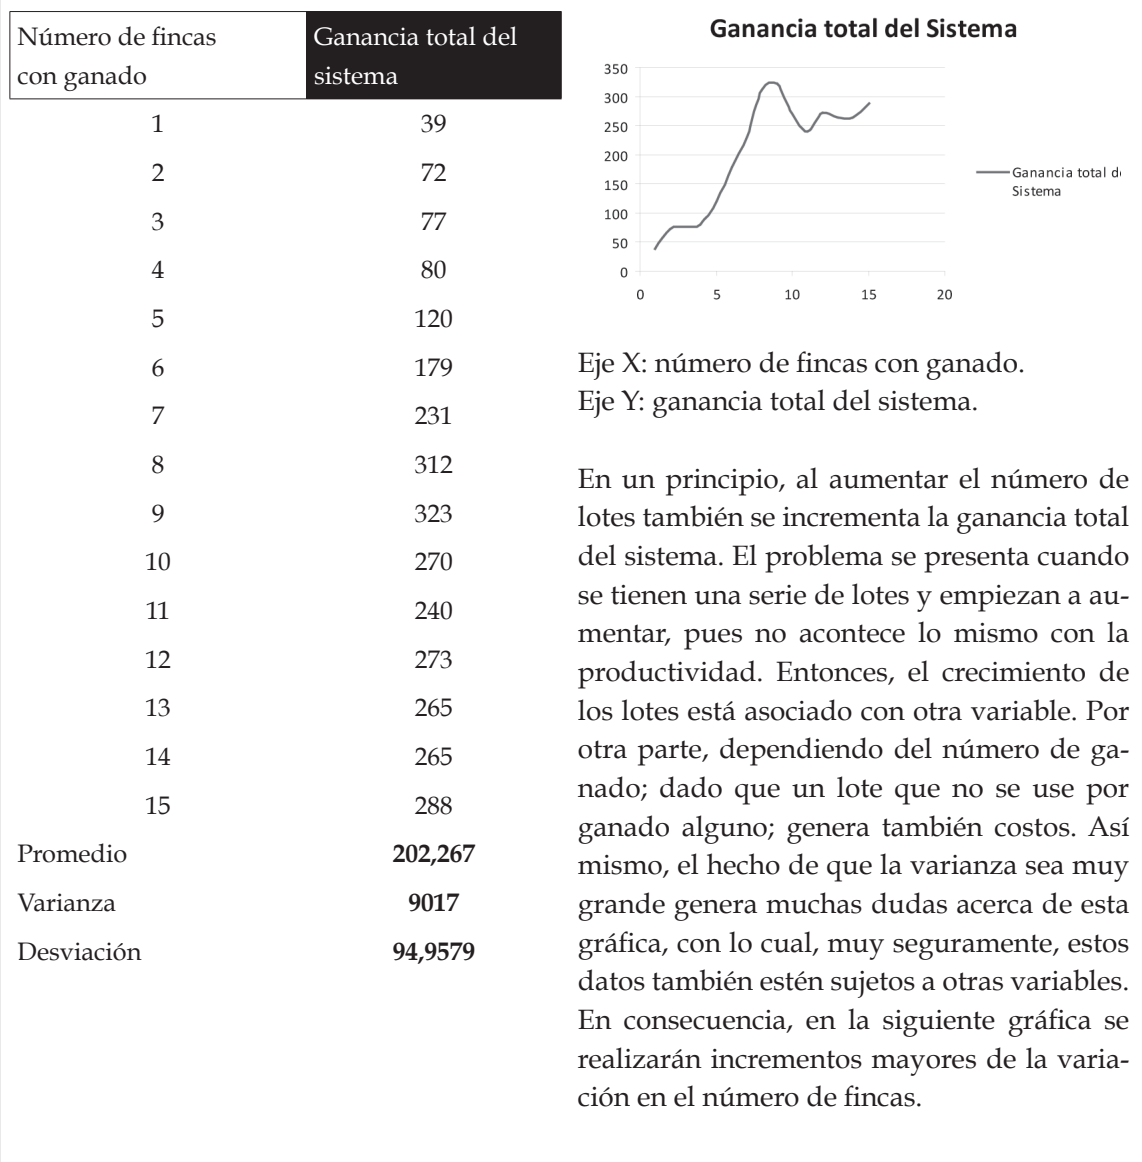 Número de fincas
con ganado
Ganancia total del
sistema
1 39
2 72
3 77
4 80
5 120
6 179
7 231
8 312
9 323
10 270
11 240
12 273
13 265
14 265
15 288
Promedio 202,267
Varianza 9017
Desviación 94,9579
Ganancia total del Sistema
350
300
250
200
150
100
50
0
0 5 10 15 20
Ganancia total de
Sistema
Eje X: número de fincas con ganado.
Eje Y: ganancia total del sistema.
En un principio, al aumentar el número de
lotes también se incrementa la ganancia total
del sistema. El problema se presenta cuando
se tienen una serie de lotes y empiezan a au-
mentar, pues no acontece lo mismo con la
productividad. Entonces, el crecimiento de
los lotes está asociado con otra variable. Por
otra parte, dependiendo del número de ga-
nado; dado que un lote que no se use por
ganado alguno; genera también costos. Así
mismo, el hecho de que la varianza sea muy
grande genera muchas dudas acerca de esta
gráfica, con lo cual, muy seguramente, estos
datos también estén sujetos a otras variables.
En consecuencia, en la siguiente gráfica se
realizarán incrementos mayores de la varia-
ción en el número de fincas.